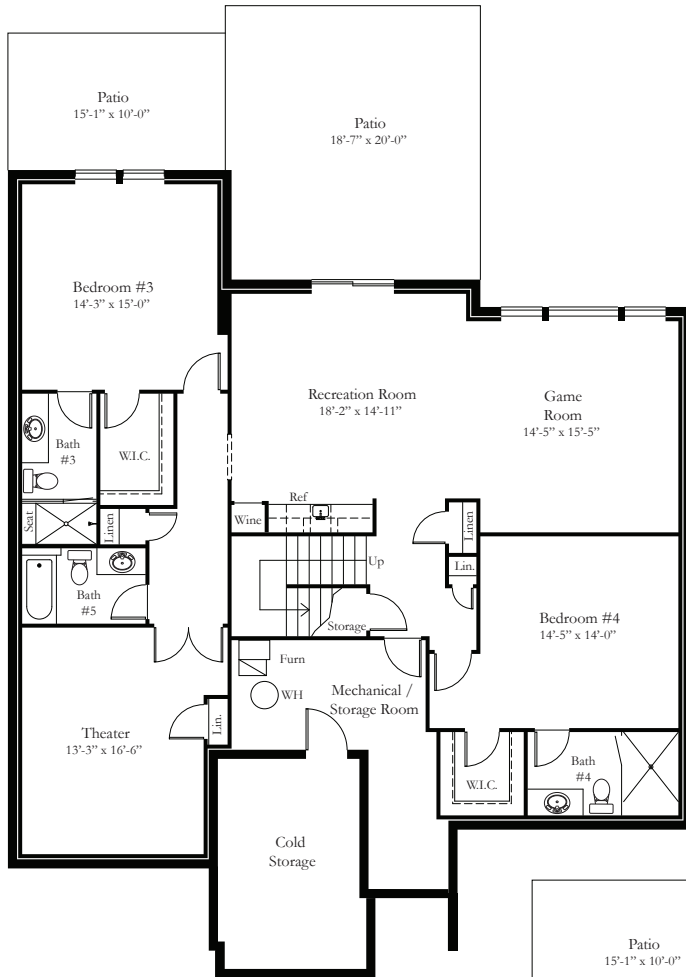 Patio
15’-1” x 10’-0”
Patio
18’-7” x 20’-0”
Bedroom #3
14’-3” x 15’-0”
Recreation Room
18’-2” x 14’-11”
Game
Room
14’-5” x 15’-5”
Bath
#3
W.I.C.
Seat
Linen
Wine
Ref
Linen
Up
Lin.
Bath
#5
Storage
Bedroom #4
14’-5” x 14’-0”
Furn
WH
Mechanical /
Storage Room
Theater
13’-3” x 16’-6”
Lin.
W.I.C.
Bath
#4
Cold
Storage
Patio
15’-1” x 10’-0”